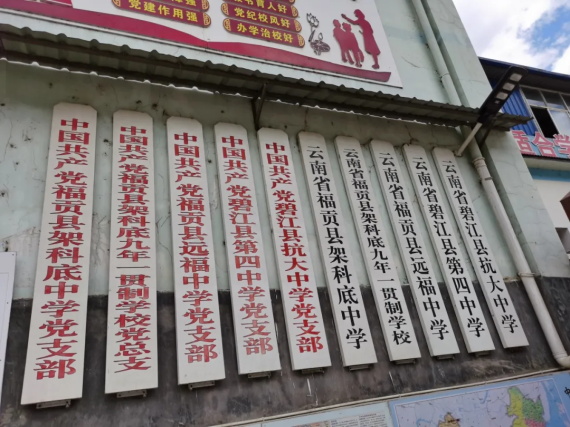 党建作用强
书育人好
党纪校风好
办学治校好
中国共产党福贡县架科底中学党支部
中国共产党福贡县架科底九年一贯制学校党总支
中国共产党福贡县远福中学党支部
中国共产党碧江县第四中学党支部
中国共产党碧江县抗大中学党支部
云南省福贡县架科底中学
云南省福贡县架科底九年一贯制学校
云南省福贡县远福中学
云南省碧江县第四中学
云南省碧江县抗大中学